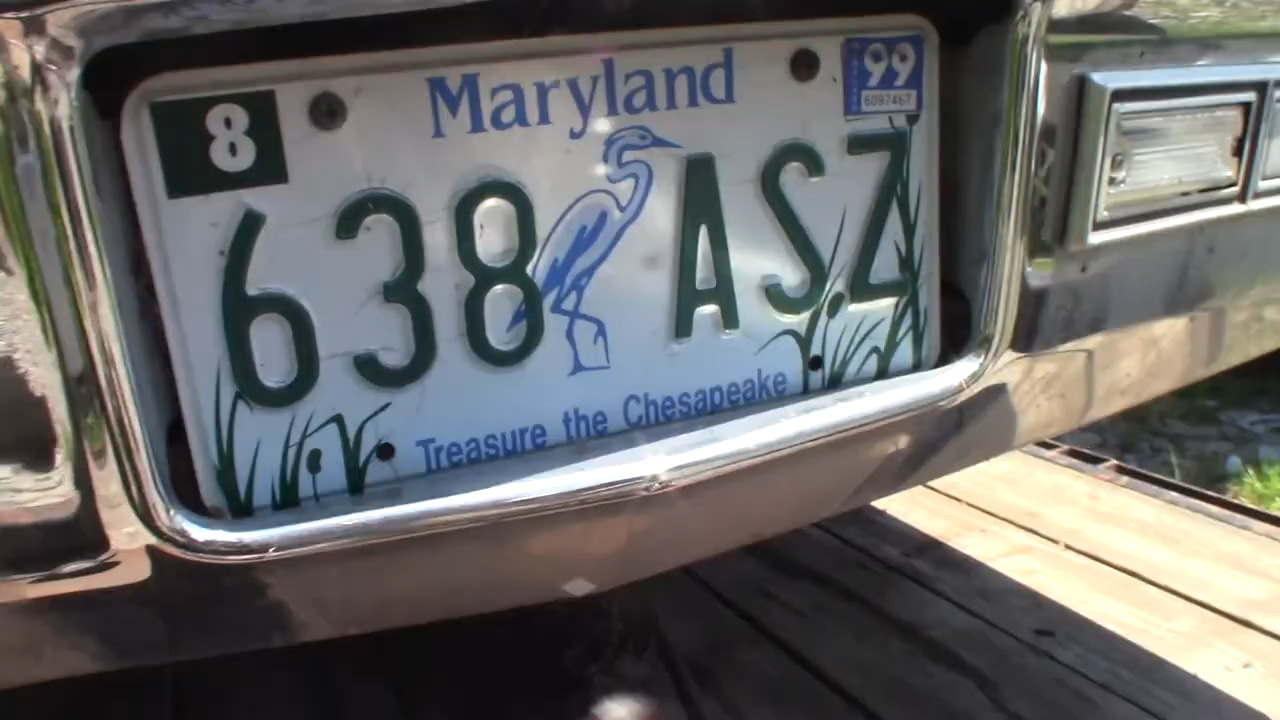 Maryland
8
99
6097467
638 ASZ
Treasure the Chesapeake